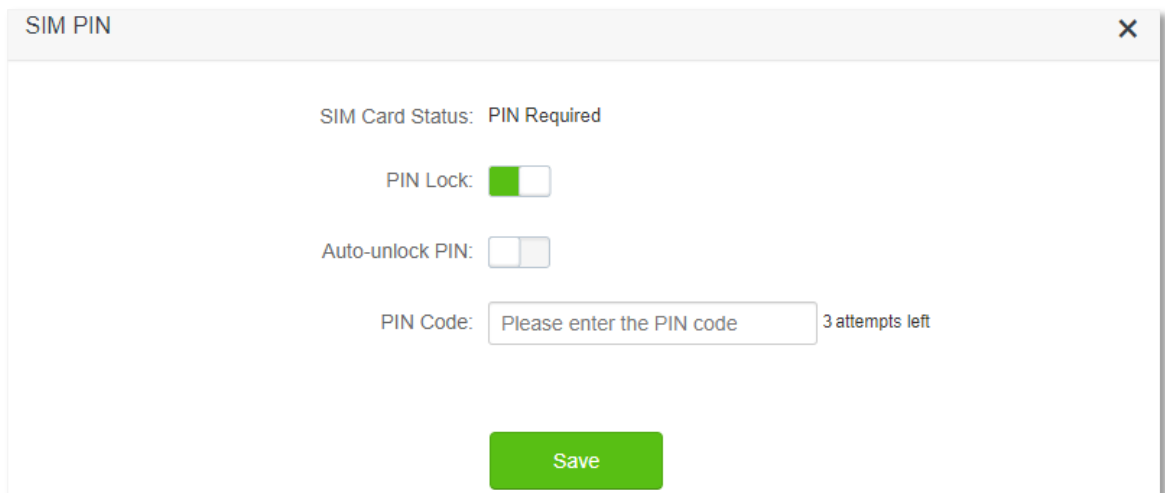 SIM PIN
SIM Card Status: PIN Required
PIN Lock:
Auto-unlock PIN:
PIN Code: Please enter the PIN code 3 attempts left
Save